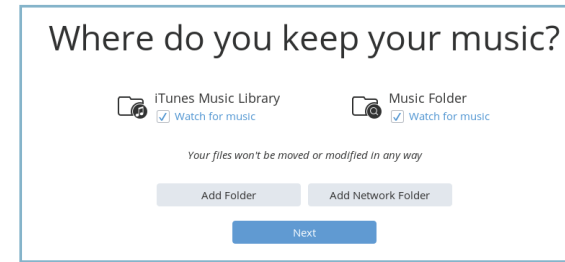 Where do you keep your music?
iTunes Music Library
Watch for music
Music Folder
Watch for music
Your files won't be moved or modified in any way
Add Folder
Add Network Folder
Next